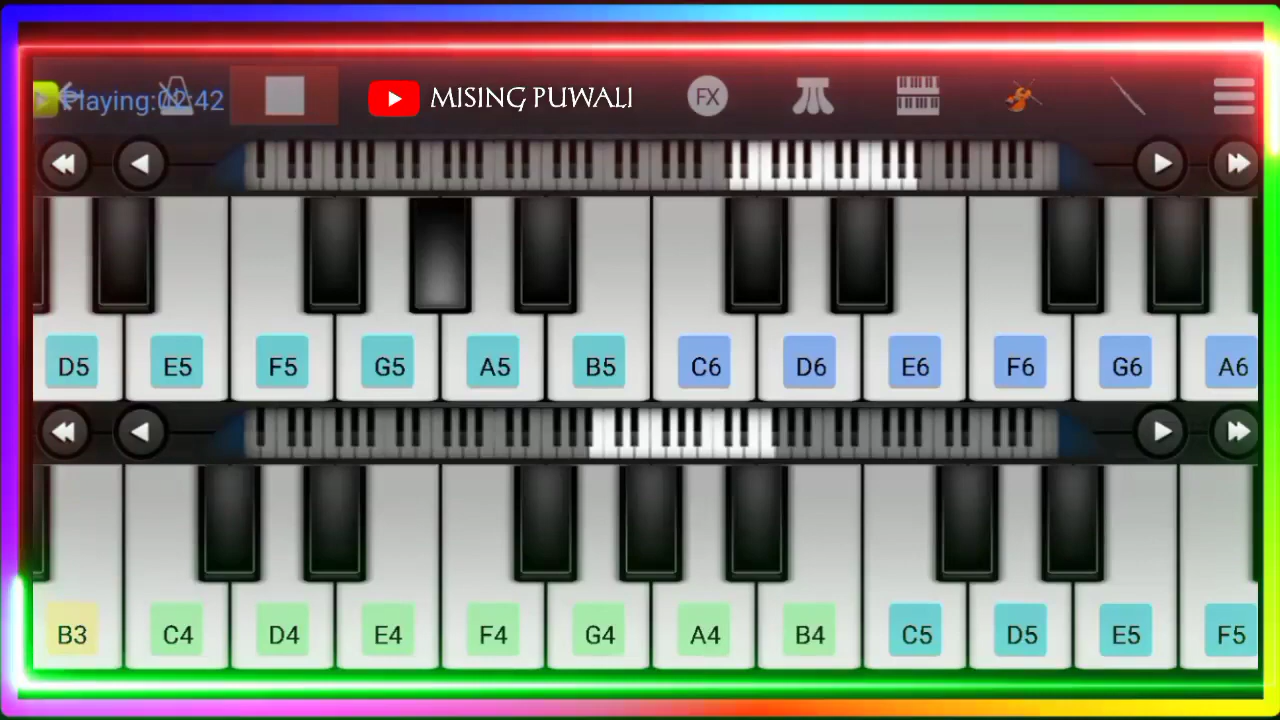 Playing:02:42
MISING PUWALI
FX
D5 E5 F5 G5 A5 B5 C6 D6 E6 F6 G6 A6
B3 C4 D4 E4 F4 G4 A4 B4 C5 D5 E5 F5